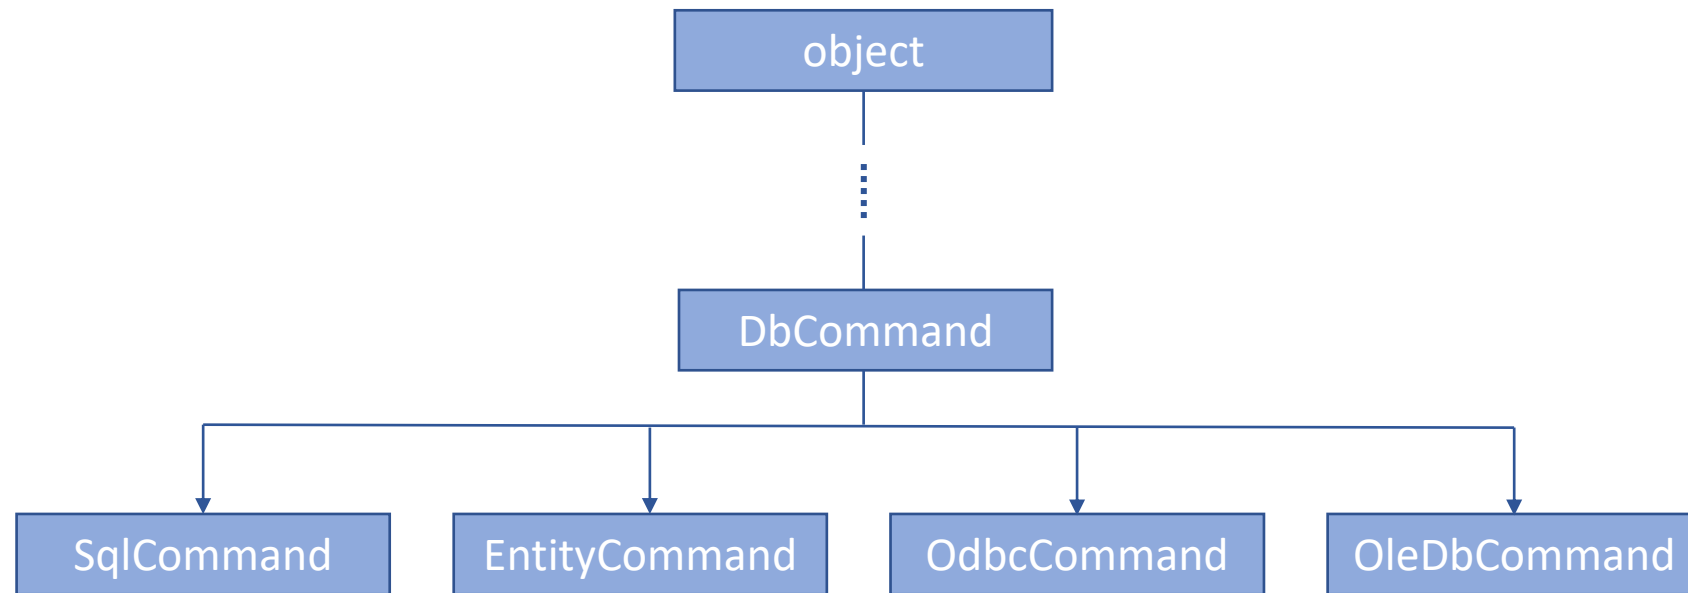 object
DbCommand
SqlCommand
EntityCommand
OdbcCommand
OleDbCommand